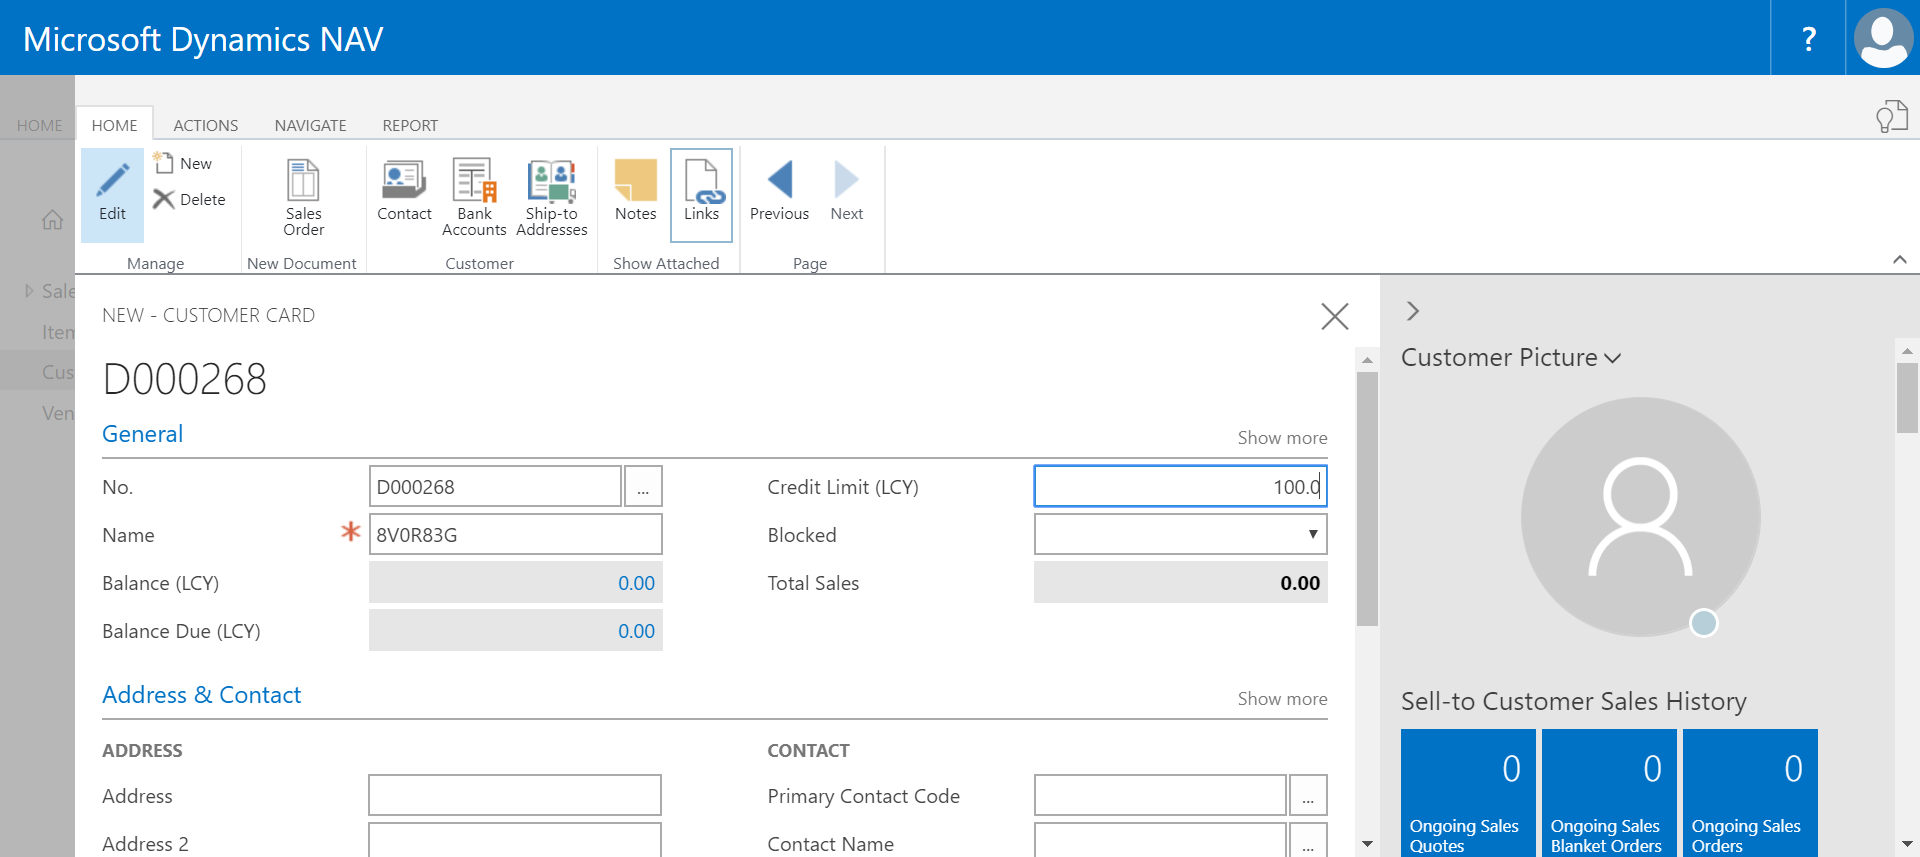 Microsoft Dynamics NAV
?
HOME
HOME
ACTIONS
NAVIGATE
REPORT
Edit
New
Delete
Manage
Sales
Order
New Document
Contact
Bank
Accounts
Ship-to
Addresses
Customer
Notes
Links
Show Attached
Previous
Next
Page
Sale
Item
Cus
Ven
NEW - CUSTOMER CARD
D000268
General
Show more
No.
D000268
...
Credit Limit (LCY)
100.0
Name
8V0R83G
Blocked
Balance (LCY)
0.00
Total Sales
0.00
Balance Due (LCY)
0.00
Address & Contact
Show more
ADDRESS
CONTACT
Address
Primary Contact Code
...
Address 2
Contact Name
...
Customer Picture
Sell-to Customer Sales History
0
Ongoing Sales
Quotes
0
Ongoing Sales
Blanket Orders
0
Ongoing Sales
Orders